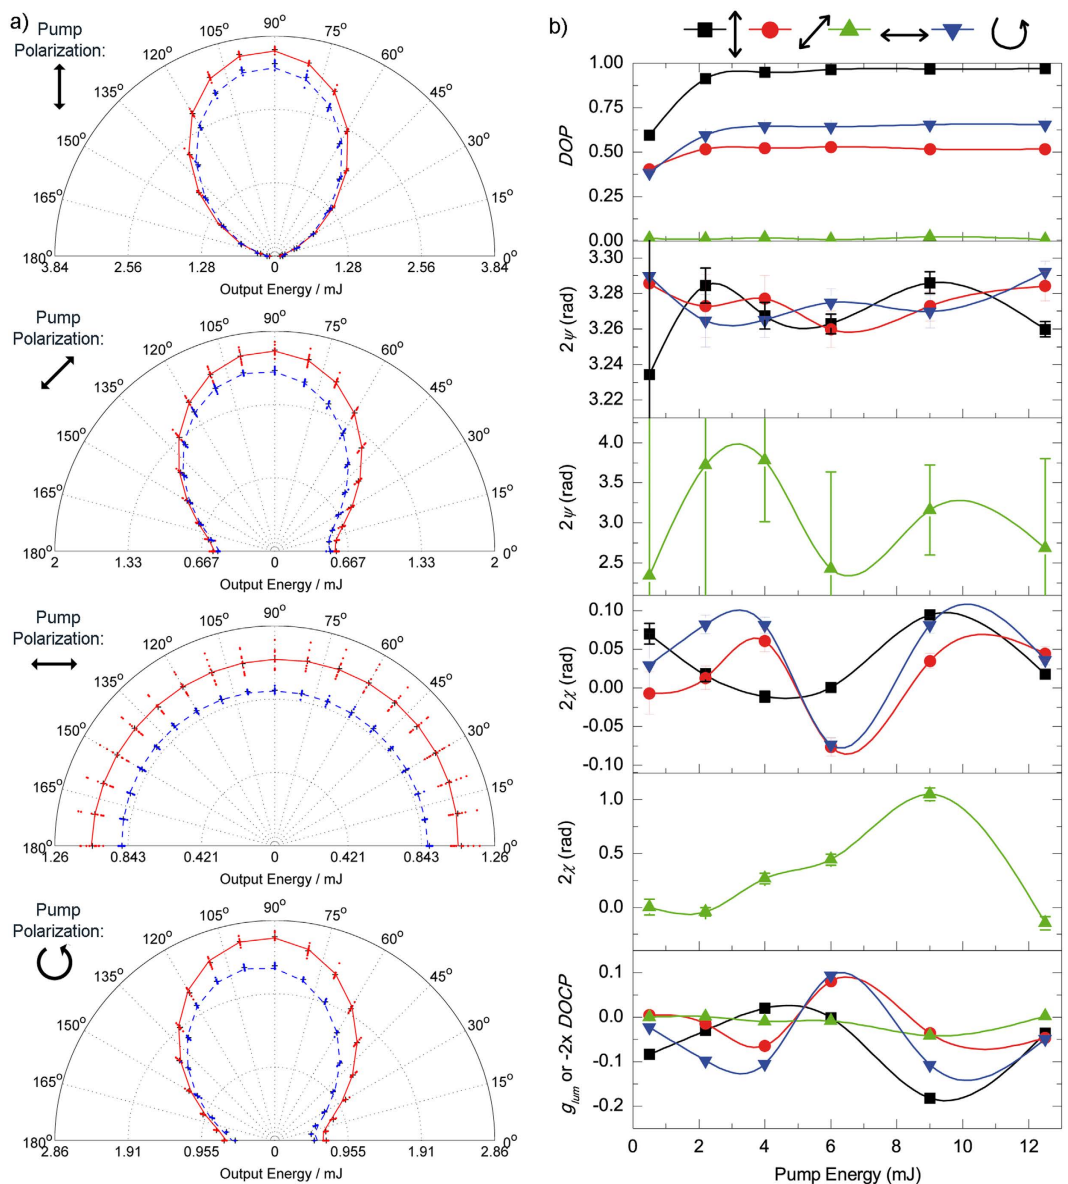 a)
Pump
Polarization:
90°
105° 75°
120° 60°
135° 45°
150° 30°
165° 15°
180° 0°
3.84 2.56 1.28 0 1.28 2.56 3.84
Output Energy / mJ
Pump
Polarization:
90°
105° 75°
120° 60°
135° 45°
150° 30°
165° 15°
180° 0°
2 1.33 0.667 0 0.667 1.33 2
Output Energy / mJ
Pump
Polarization:
90°
105° 75°
120° 60°
135° 45°
150° 30°
165° 15°
180° 0°
1.26 0.843 0.421 0 0.421 0.843 1.26
Output Energy / mJ
Pump
Polarization:
90°
105° 75°
120° 60°
135° 45°
150° 30°
165° 15°
180° 0°
2.86 1.91 0.955 0 0.955 1.91 2.86
Output Energy / mJ
b)
DOP
1.00
0.75
0.50
0.25
0.00
2ψ (rad)
3.30
3.28
3.26
3.24
3.22
2ψ (rad)
4.0
3.5
3.0
2.5
2χ (rad)
0.10
0.05
0.00
-0.05
-0.10
2χ (rad)
1.0
0.5
0.0
g_lum or -2x DOCP
0.1
0.0
-0.1
-0.2
0 2 4 6 8 10 12
Pump Energy (mJ)